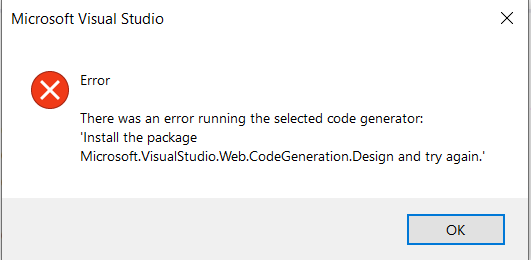 Microsoft Visual Studio
Error
There was an error running the selected code generator:
'Install the package
Microsoft.VisualStudio.Web.CodeGeneration.Design and try again.'
OK